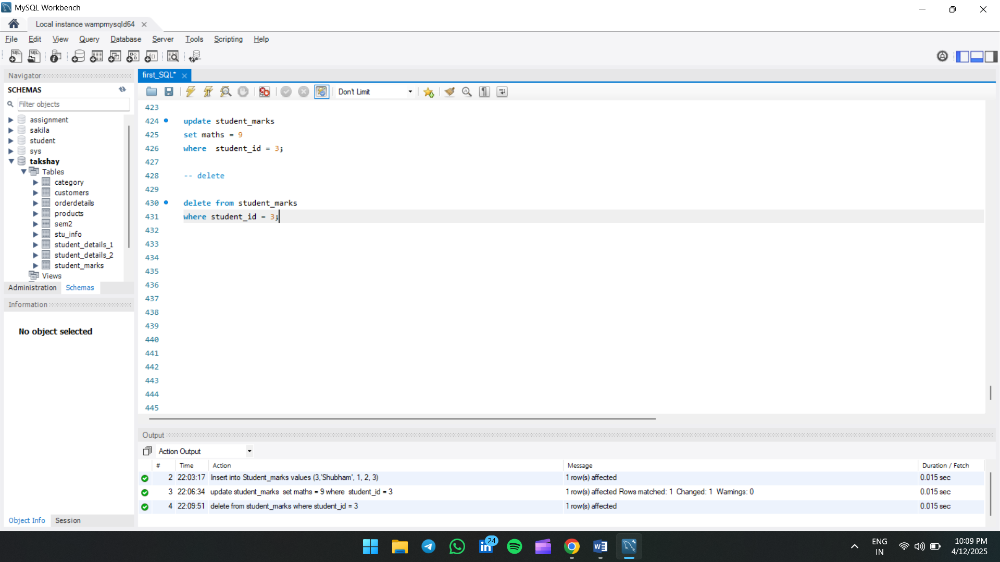 MySQL Workbench
Local instance wampmysqld64
File Edit View Query Database Server Tools Scripting Help
Navigator
SCHEMAS
Filter objects
assignment
sakila
student
sys
takshay
Tables
category
customers
orderdetails
products
sem2
stu_info
student_details_1
student_details_2
student_marks
Views
Administration Schemas
Information
No object selected
Object Info Session
first_SQL*
Don't Limit
423
424 update student_marks
425 set maths = 9
426 where  student_id = 3;
427
428 -- delete
429
430 delete from student_marks
431 where student_id = 3;
432
433
434
435
436
437
438
439
440
441
442
443
444
445
Output
Action Output
# Time Action Message Duration / Fetch
2 22:03:17 Insert into Student_marks values (3,'Shubham', 1, 2, 3) 1 row(s) affected 0.015 sec
3 22:06:34 update student_marks  set maths = 9 where  student_id = 3 1 row(s) affected Rows matched: 1  Changed: 1  Warnings: 0 0.015 sec
4 22:09:51 delete from student_marks where student_id = 3 1 row(s) affected 0.015 sec
24
ENG
IN
10:09 PM
4/12/2025